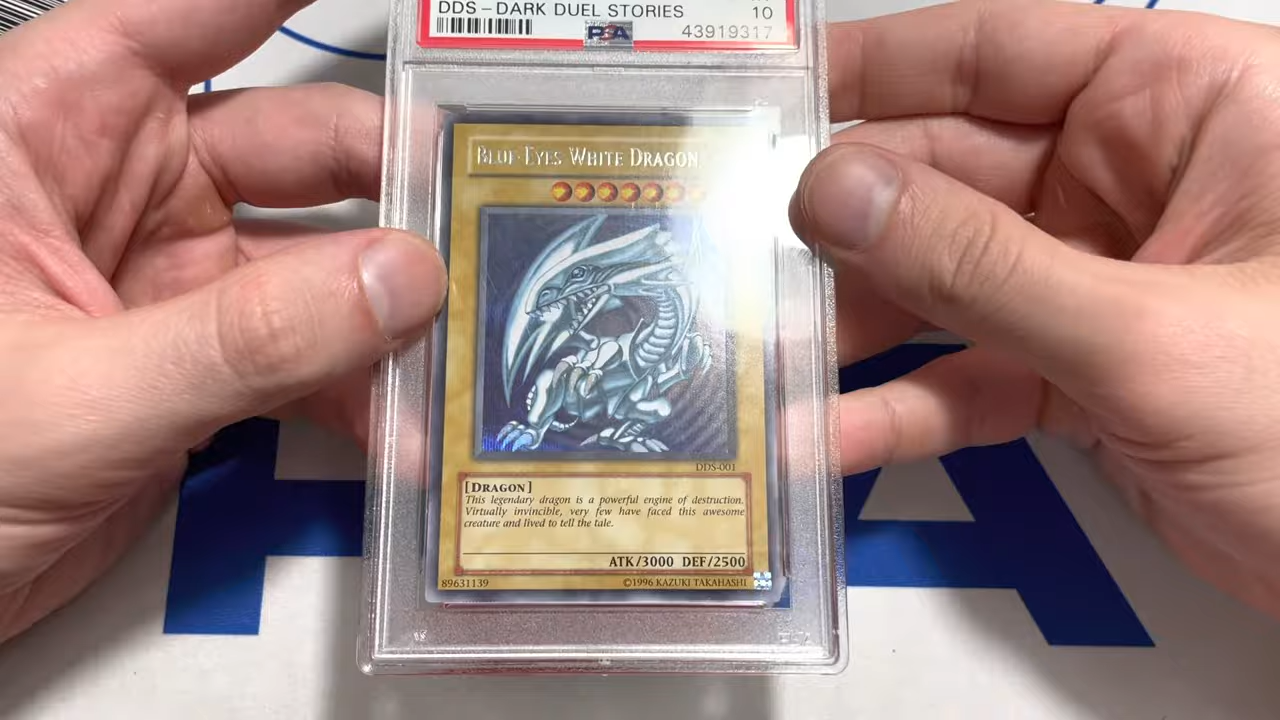 DDS – DARK DUEL STORIES
10
PSA
43919317
BLUE-EYES WHITE DRAGON
DDS-001
[DRAGON]
This legendary dragon is a powerful engine of destruction.
Virtually invincible, very few have faced this awesome
creature and lived to tell the tale.
ATK/3000 DEF/2500
89631139
©1996 KAZUKI TAKAHASHI